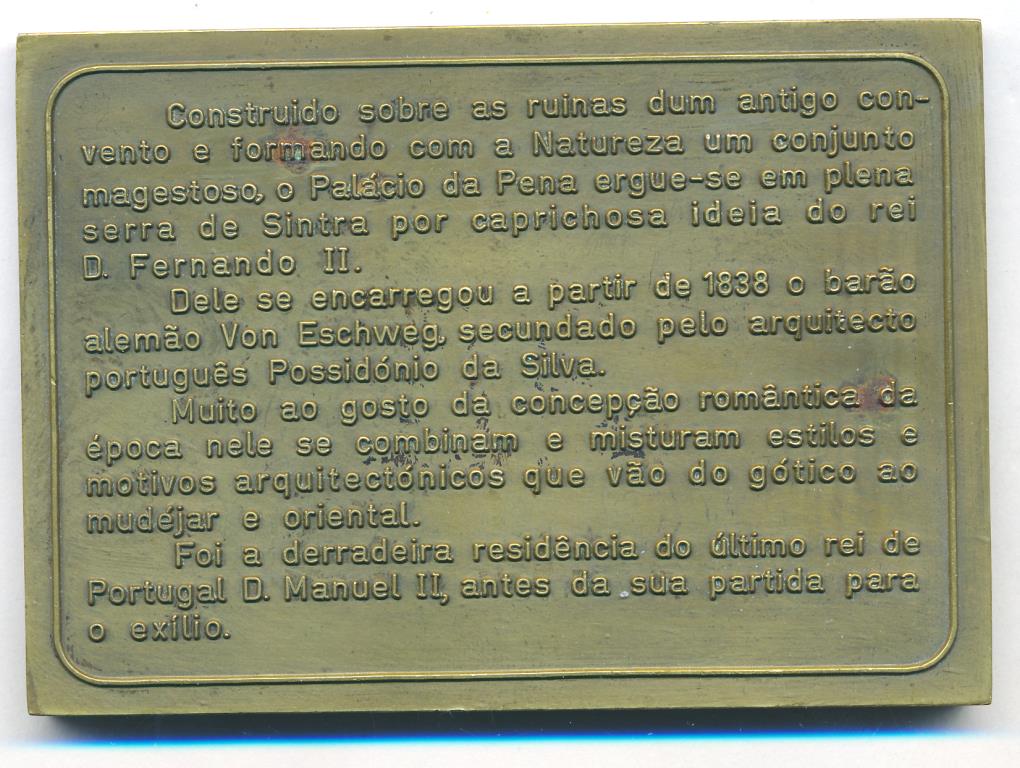 Construido sobre as ruinas dum antigo con-
vento e formando com a Natureza um conjunto
magestoso, o Palácio da Pena ergue-se em plena
serra de Sintra por caprichosa ideia do rei
D. Fernando II.
Dele se encarregou a partir de 1838 o barão
alemão Von Eschweg, secundado pelo arquitecto
português Possidónio da Silva.
Muito ao gosto da concepção romântica da
época nele se combinam e misturam estilos e
motivos arquitectónicos que vão do gótico ao
mudéjar e oriental.
Foi a derradeira residência do último rei de
Portugal D. Manuel II, antes da sua partida para
o exílio.